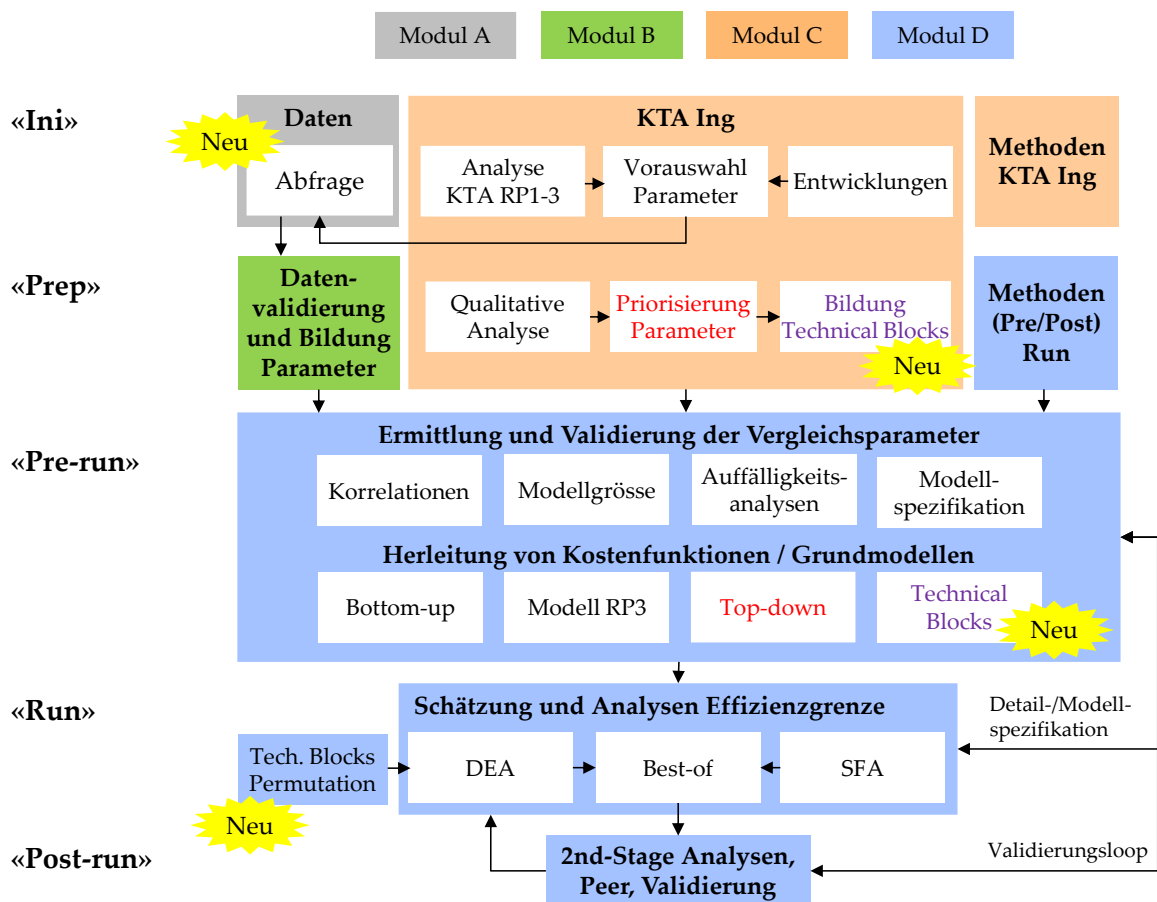 Modul A
Modul B
Modul C
Modul D
«Ini»
Daten
Neu
Abfrage
KTA Ing
Analyse
KTA RP1-3
Vorauswahl
Parameter
Entwicklungen
Methoden
KTA Ing
«Prep»
Daten-
validierung
und Bildung
Parameter
Qualitative
Analyse
Priorisierung
Parameter
Bildung
Technical Blocks
Neu
Methoden
(Pre/Post)
Run
«Pre-run»
Ermittlung und Validierung der Vergleichsparameter
Korrelationen
Modellgrösse
Auffälligkeits-
analysen
Modell-
spezifikation
Herleitung von Kostenfunktionen / Grundmodellen
Bottom-up
Modell RP3
Top-down
Technical
Blocks
Neu
«Run»
Schätzung und Analysen Effizienzgrenze
Tech. Blocks
Permutation
Neu
DEA
Best-of
SFA
Detail-/Modell-
spezifikation
«Post-run»
2nd-Stage Analysen,
Peer, Validierung
Validierungsloop